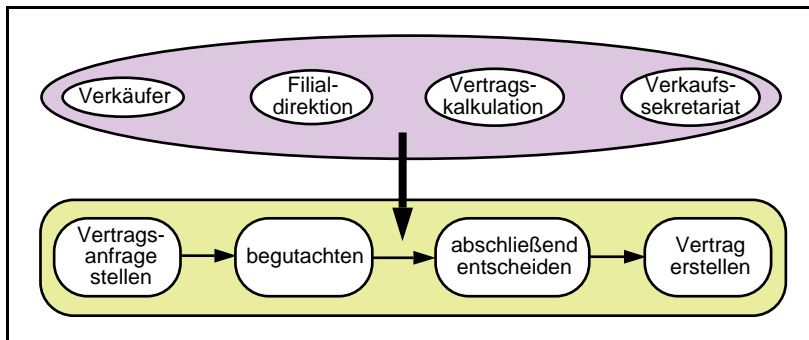 Verkäufer
Filial-
direktion
Vertrags-
kalkulation
Verkaufs-
sekretariat
Vertrags-
anfrage
stellen
begutachten
abschließend
entscheiden
Vertrag
erstellen